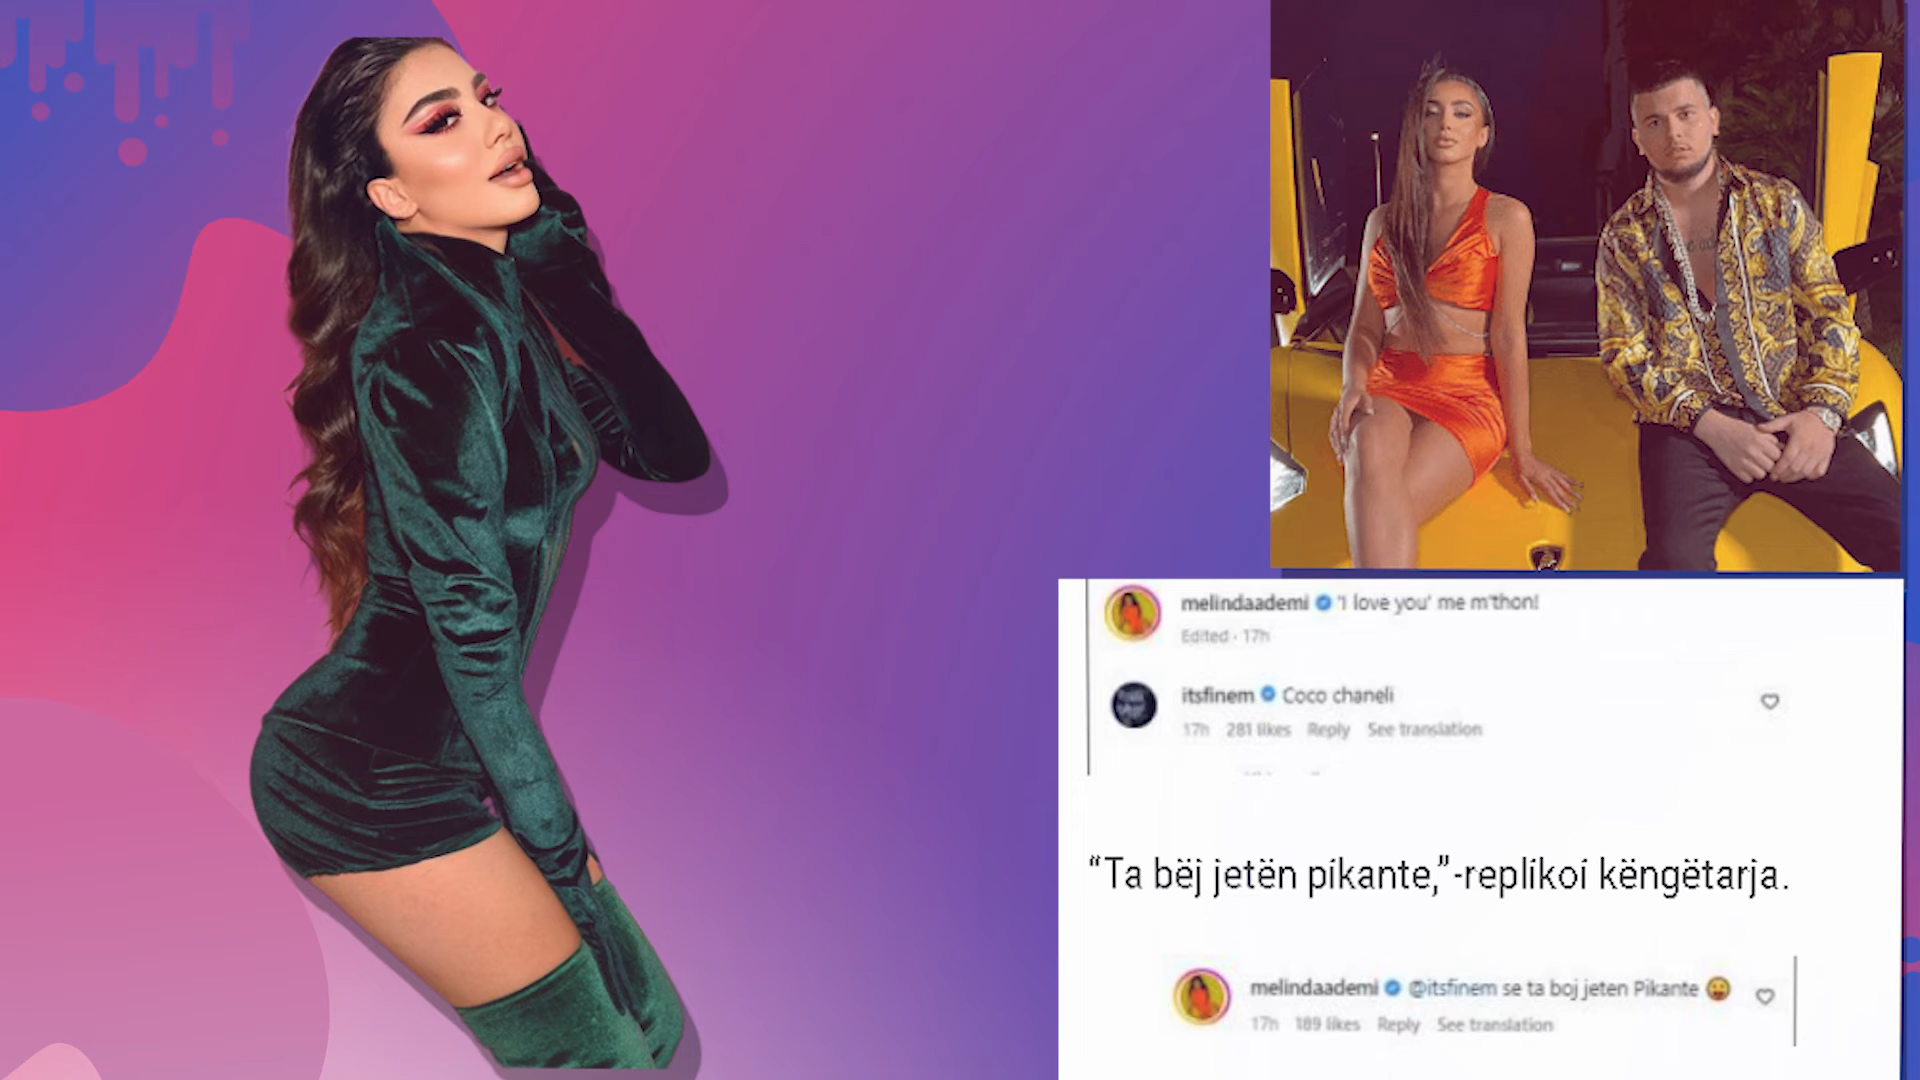 melindaademi 'I love you' me m'thon!
Edited · 17h
itsfinem Coco chaneli
17h 281 likes Reply See translation
“Ta bëj jetën pikante,”-replikoi këngëtarja.
melindaademi @itsfinem se ta boj jeten Pikante 😛
17h 189 likes Reply See translation